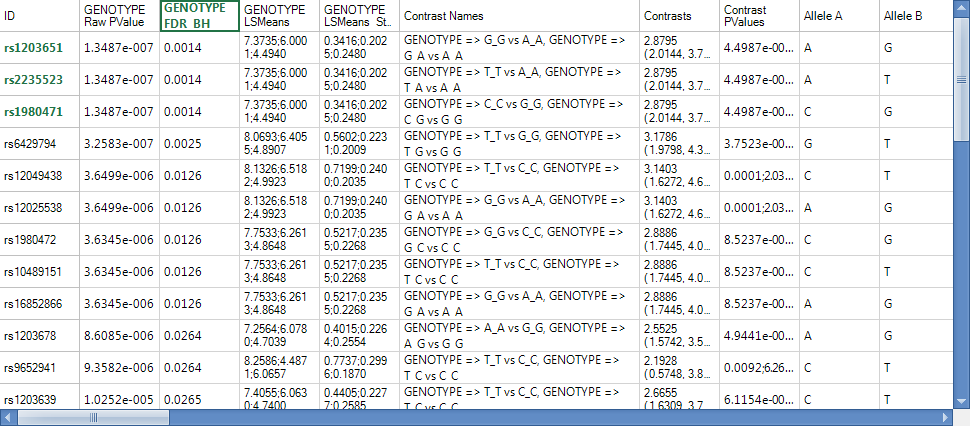 ID GENOTYPE Raw PValue GENOTYPE FDR_BH GENOTYPE LSMeans GENOTYPE LSMeans St... Contrast Names Contrasts Contrast PValues Allele A Allele B
rs1203651 1.3487e-007 0.0014 7.3735;6.0001;4.4940 0.3416;0.2025;0.2480 GENOTYPE => G_G vs A_A, GENOTYPE => G_A vs A_A 2.8795 (2.0144, 3.7... 4.4987e-00... A G
rs2235523 1.3487e-007 0.0014 7.3735;6.0001;4.4940 0.3416;0.2025;0.2480 GENOTYPE => T_T vs A_A, GENOTYPE => T_A vs A_A 2.8795 (2.0144, 3.7... 4.4987e-00... A T
rs1980471 1.3487e-007 0.0014 7.3735;6.0001;4.4940 0.3416;0.2025;0.2480 GENOTYPE => C_C vs G_G, GENOTYPE => C_G vs G_G 2.8795 (2.0144, 3.7... 4.4987e-00... C G
rs6429794 3.2583e-007 0.0025 8.0693;6.4055;4.8907 0.5602;0.2231;0.2009 GENOTYPE => T_T vs G_G, GENOTYPE => T_G vs G_G 3.1786 (1.9798, 4.3... 3.7523e-00... G T
rs12049438 3.6499e-006 0.0126 8.1326;6.5182;4.9923 0.7199;0.2400;0.2035 GENOTYPE => T_T vs C_C, GENOTYPE => T_C vs C_C 3.1403 (1.6272, 4.6... 0.0001;2.03... C T
rs12025538 3.6499e-006 0.0126 8.1326;6.5182;4.9923 0.7199;0.2400;0.2035 GENOTYPE => G_G vs A_A, GENOTYPE => G_A vs A_A 3.1403 (1.6272, 4.6... 0.0001;2.03... A G
rs1980472 3.6345e-006 0.0126 7.7533;6.2613;4.8648 0.5217;0.2355;0.2268 GENOTYPE => G_G vs C_C, GENOTYPE => G_C vs C_C 2.8886 (1.7445, 4.0... 8.5237e-00... C G
rs10489151 3.6345e-006 0.0126 7.7533;6.2613;4.8648 0.5217;0.2355;0.2268 GENOTYPE => T_T vs C_C, GENOTYPE => T_C vs C_C 2.8886 (1.7445, 4.0... 8.5237e-00... C T
rs16852866 3.6345e-006 0.0126 7.7533;6.2613;4.8648 0.5217;0.2355;0.2268 GENOTYPE => G_G vs A_A, GENOTYPE => G_A vs A_A 2.8886 (1.7445, 4.0... 8.5237e-00... A G
rs1203678 8.6085e-006 0.0264 7.2564;6.0780;4.7039 0.4015;0.2264;0.2554 GENOTYPE => A_A vs G_G, GENOTYPE => A_G vs G_G 2.5525 (1.5742, 3.5... 4.9441e-00... A G
rs9652941 9.3582e-006 0.0264 8.2586;4.4871;6.0657 0.7737;0.2996;0.1870 GENOTYPE => T_T vs C_C, GENOTYPE => T_C vs C_C 2.1928 (0.5748, 3.8... 0.0092;6.26... C T
rs1203639 1.0252e-005 0.0265 7.4055;6.0630;4.7400 0.4405;0.2277;0.2585 GENOTYPE => T_T vs C_C, GENOTYPE => T_C vs C_C 2.6655 (1.6309, 3.7... 6.1154e-00... C T